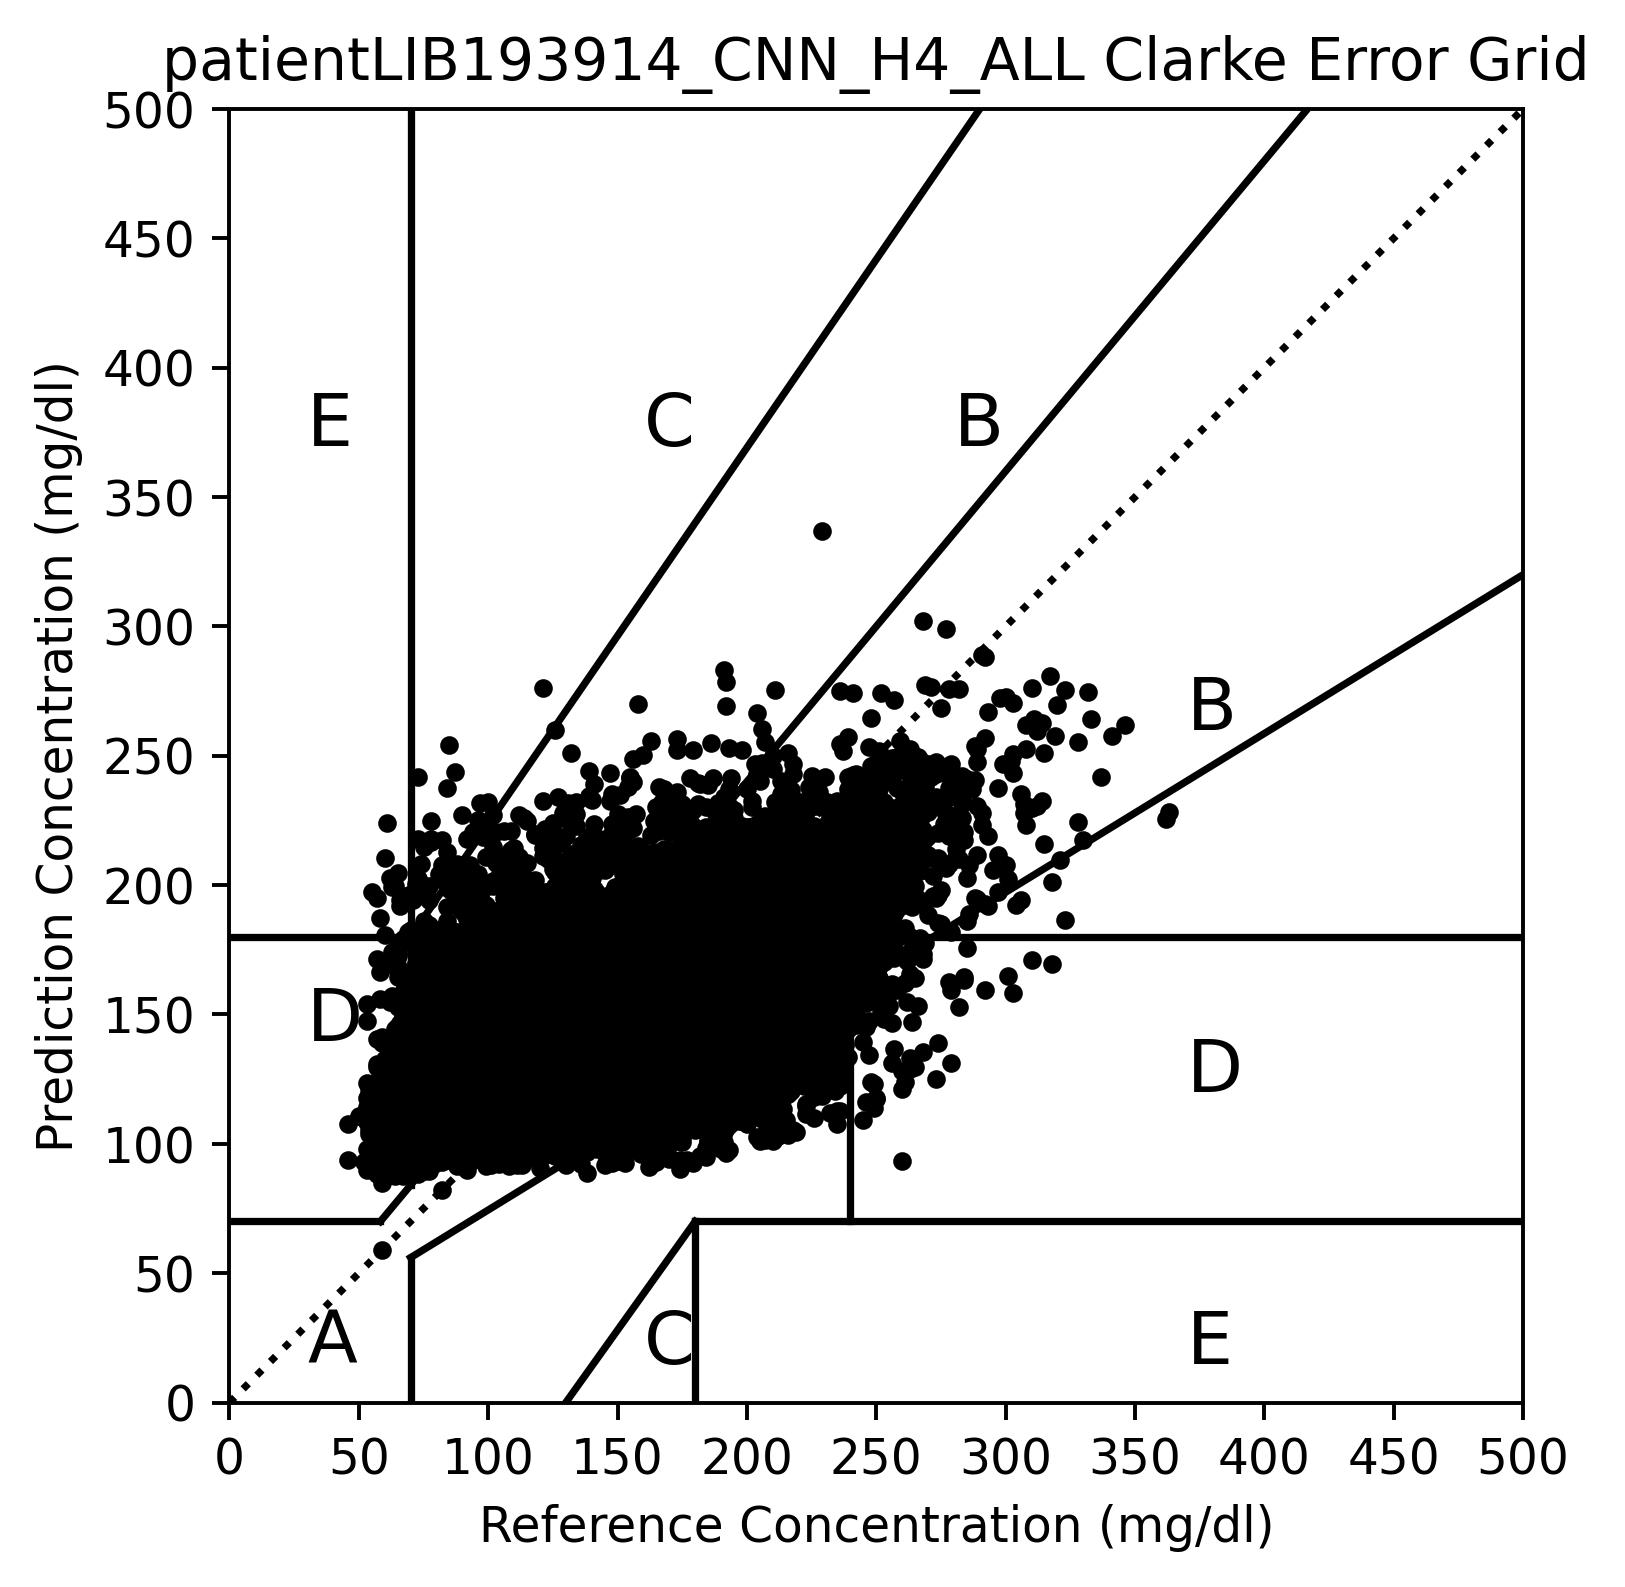 patientLIB193914_CNN_H4_ALL Clarke Error Grid
500
450
400
350
300
250
200
150
100
50
0
Prediction Concentration (mg/dl)
E
C
B
B
D
D
A
C
E
0 50 100 150 200 250 300 350 400 450 500
Reference Concentration (mg/dl)